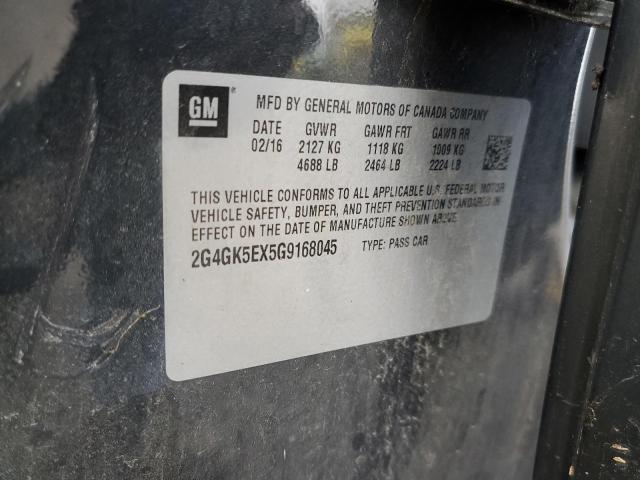 GM
MFD BY GENERAL MOTORS OF CANADA COMPANY
DATE GVWR GAWR FRT GAWR RR
02/16 2127 KG 1118 KG 1009 KG
4688 LB 2464 LB 2224 LB
THIS VEHICLE CONFORMS TO ALL APPLICABLE U.S. FEDERAL MOTOR
VEHICLE SAFETY, BUMPER, AND THEFT PREVENTION STANDARDS IN
EFFECT ON THE DATE OF MANUFACTURE SHOWN ABOVE.
2G4GK5EX5G9168045 TYPE: PASS CAR